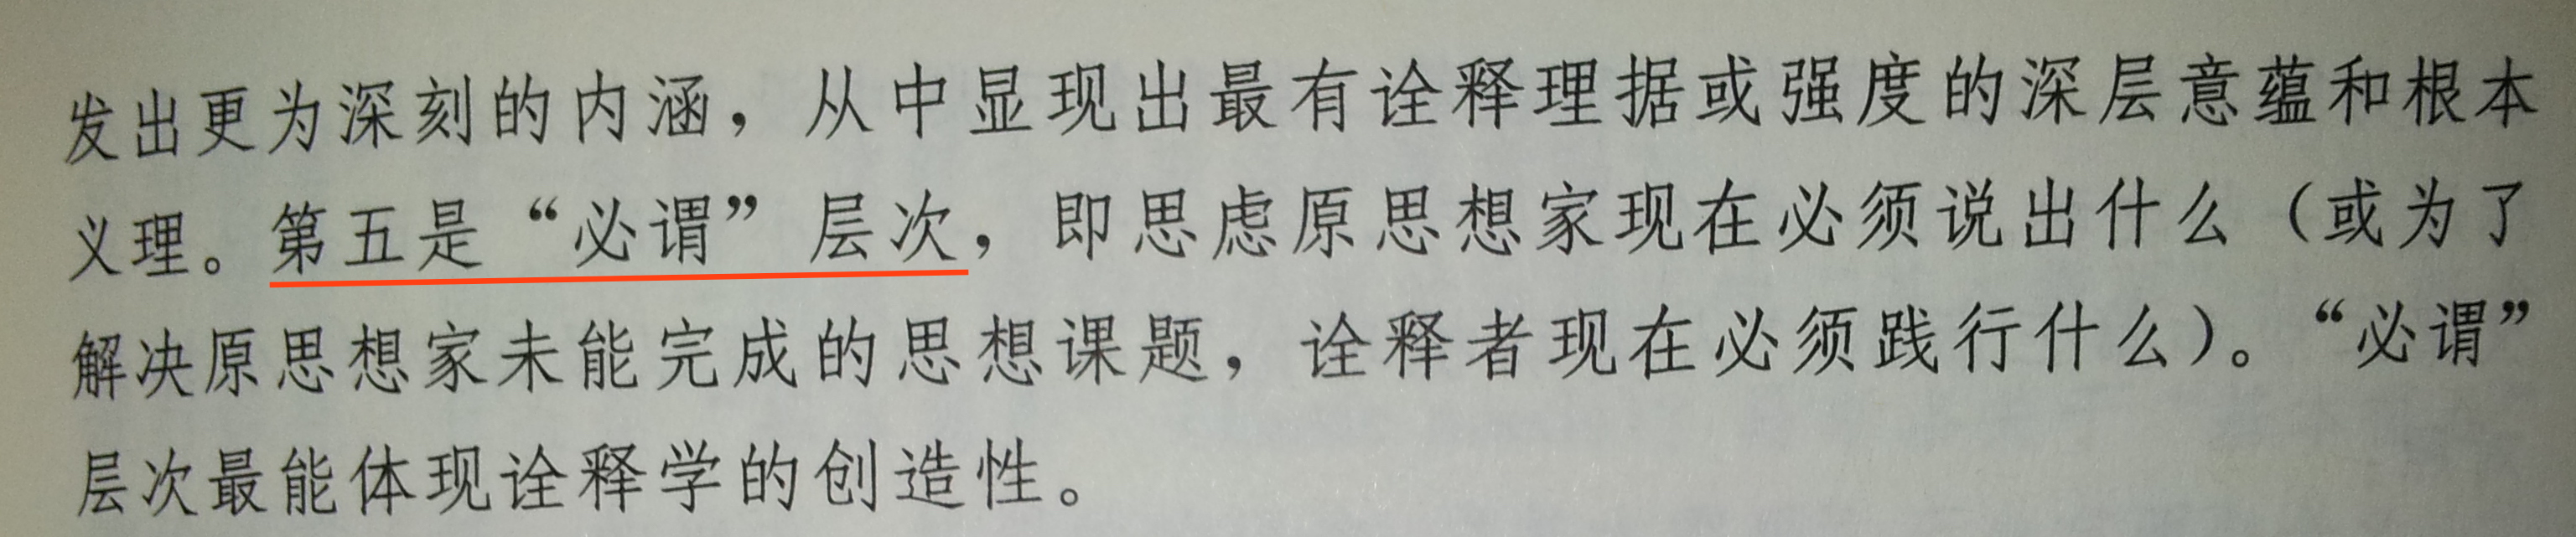 发出更为深刻的内涵，从中显现出最有诠释理据或强度的深层意蕴和根本
义理。第五是“必谓”层次，即思虑原思想家现在必须说出什么（或为了
解决原思想家未能完成的思想课题，诠释者现在必须践行什么）。“必谓”
层次最能体现诠释学的创造性。